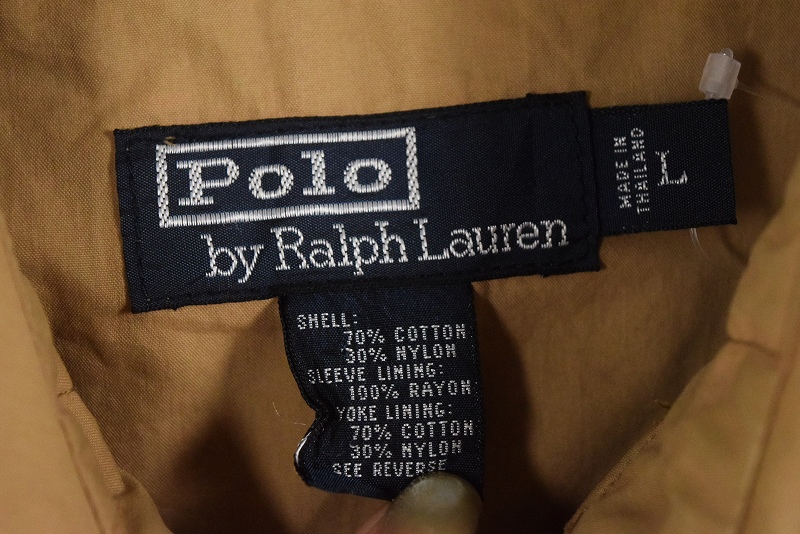 Polo
by Ralph Lauren
MADE IN
THAILAND
L
SHELL:
70% COTTON
30% NYLON
SLEEVE LINING:
100% RAYON
YOKE LINING:
70% COTTON
30% NYLON
SEE REVERSE